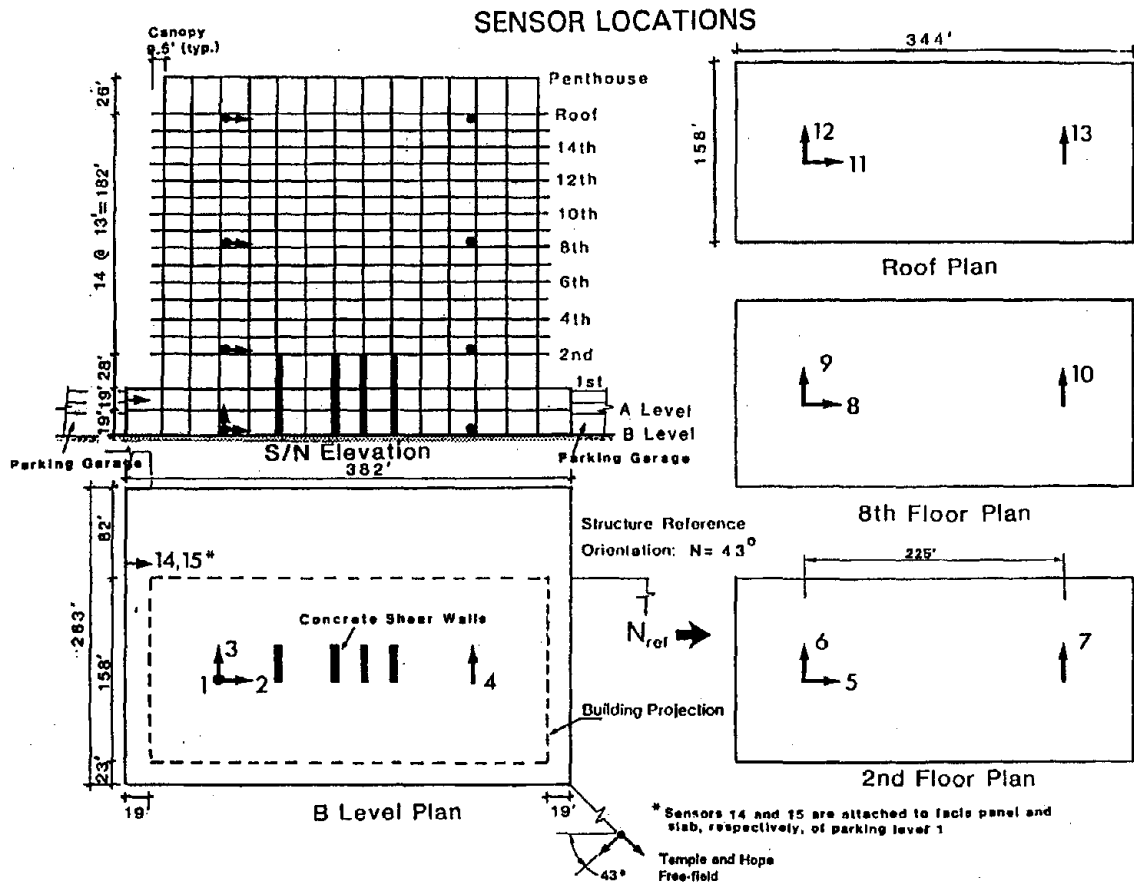 SENSOR LOCATIONS
Canopy
9.5' (typ.)
26'
14 @ 13'=182'
28'
19'
19'
Penthouse
Roof
14th
12th
10th
8th
6th
4th
2nd
1st
A Level
B Level
Parking Garage
S/N Elevation
Parking Garage
382'
82'
263'
158'
23'
14,15*
Concrete Shear Walls
3
1
2
4
19'
B Level Plan
19'
Structure Reference
Orientation: N= 43°
Nref
Building Projection
43°
Temple and Hope
Free-field
344'
158'
12
11
13
Roof Plan
9
8
10
8th Floor Plan
225'
6
5
7
2nd Floor Plan
* Sensors 14 and 15 are attached to facia panel and
slab, respectively, of parking level 1